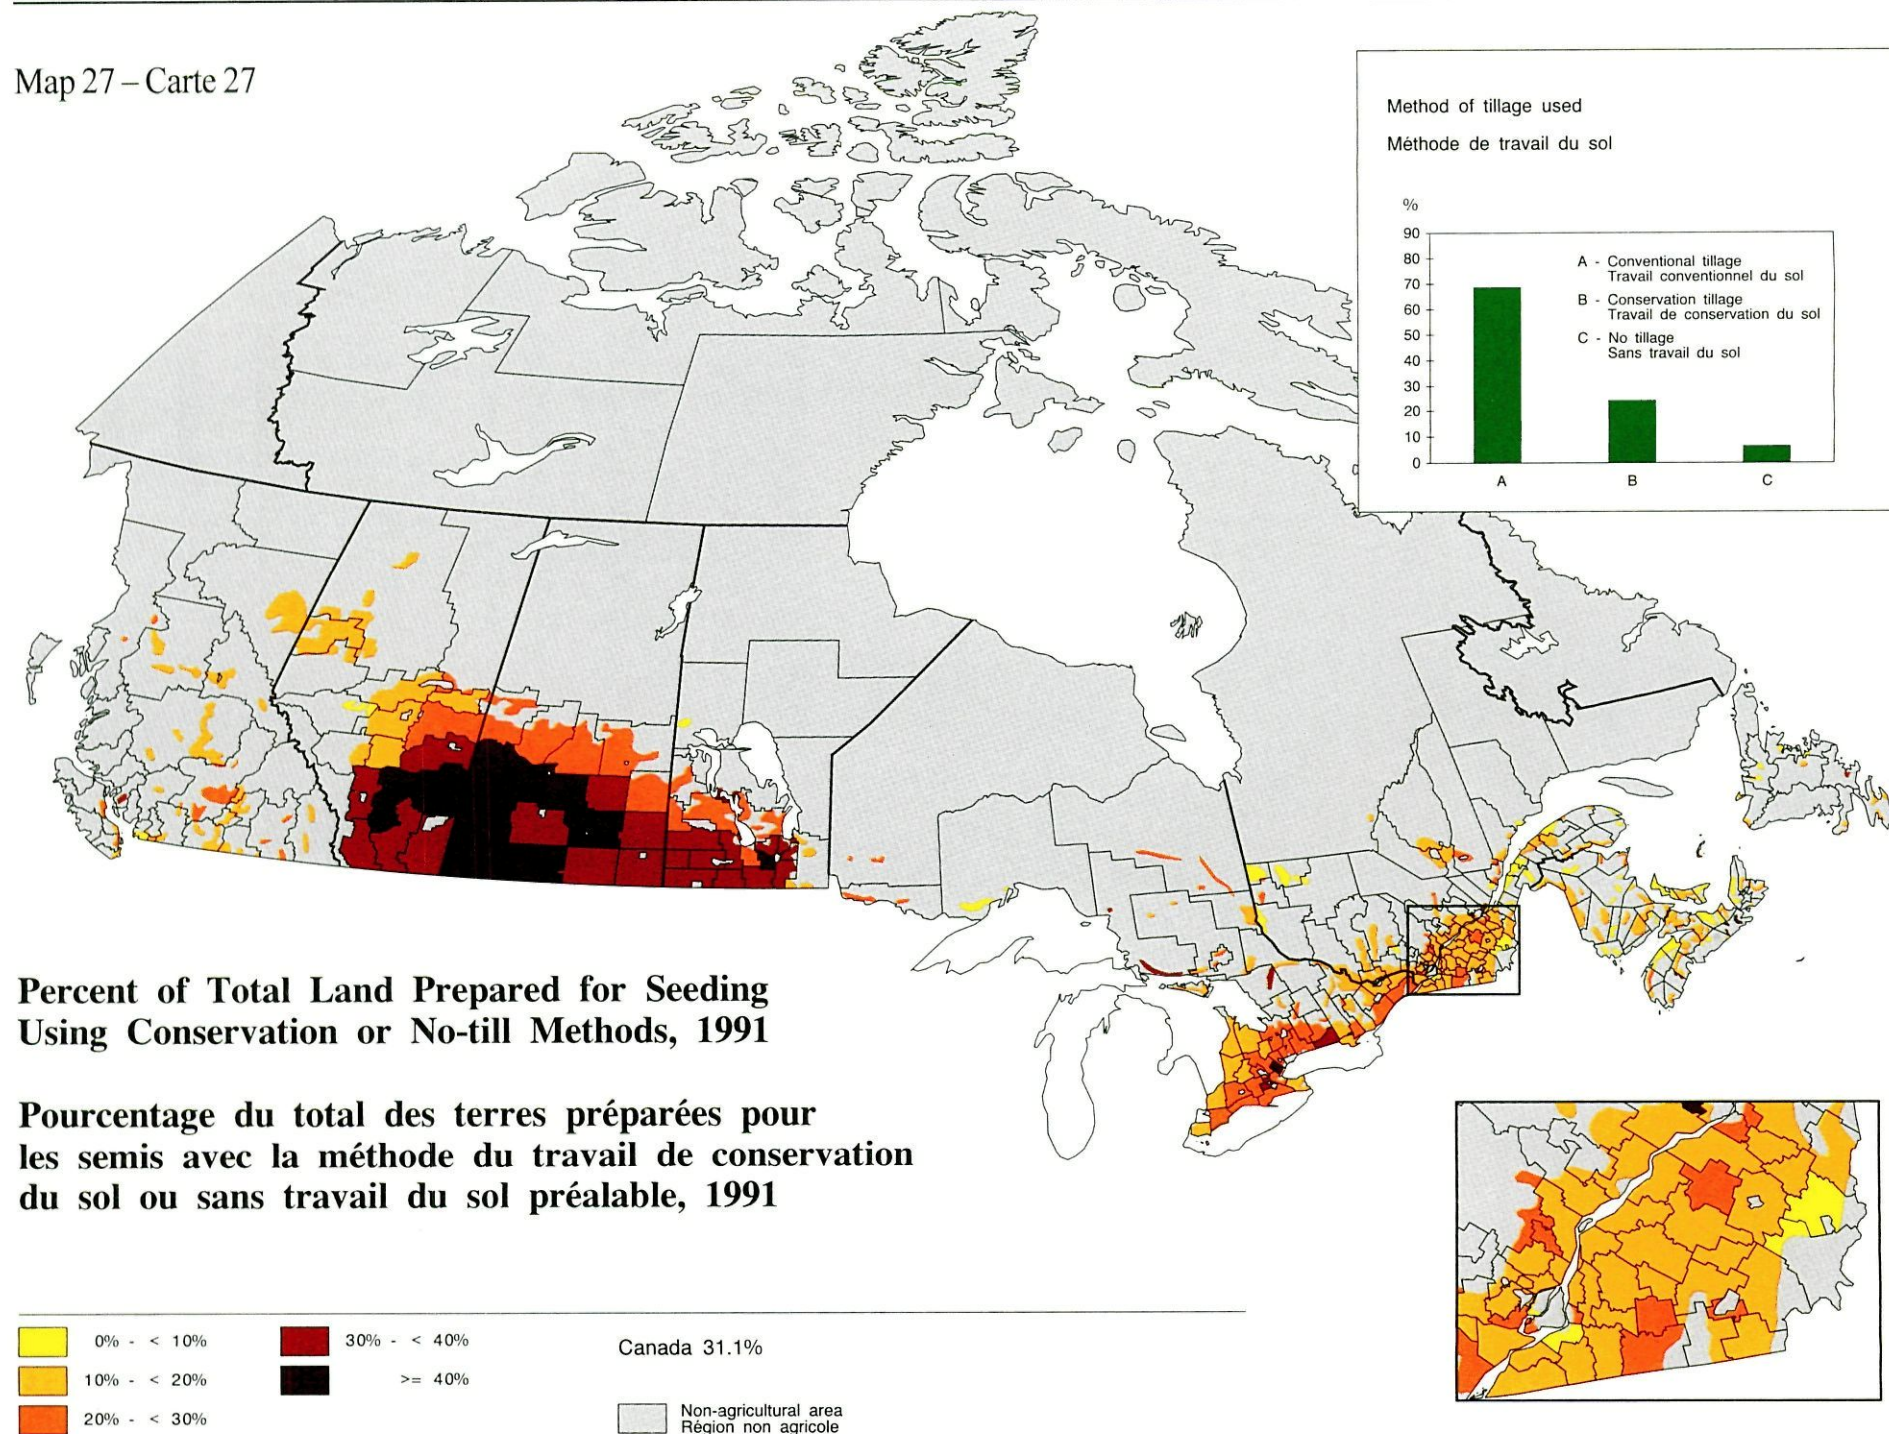 Map 27 – Carte 27
Method of tillage used
Méthode de travail du sol
%
90
80
70
60
50
40
30
20
10
0
A - Conventional tillage
Travail conventionnel du sol
B - Conservation tillage
Travail de conservation du sol
C - No tillage
Sans travail du sol
A B C
Percent of Total Land Prepared for Seeding
Using Conservation or No-till Methods, 1991
Pourcentage du total des terres préparées pour
les semis avec la méthode du travail de conservation
du sol ou sans travail du sol préalable, 1991
0% - < 10%
10% - < 20%
20% - < 30%
30% - < 40%
>= 40%
Canada 31.1%
Non-agricultural area
Région non agricole